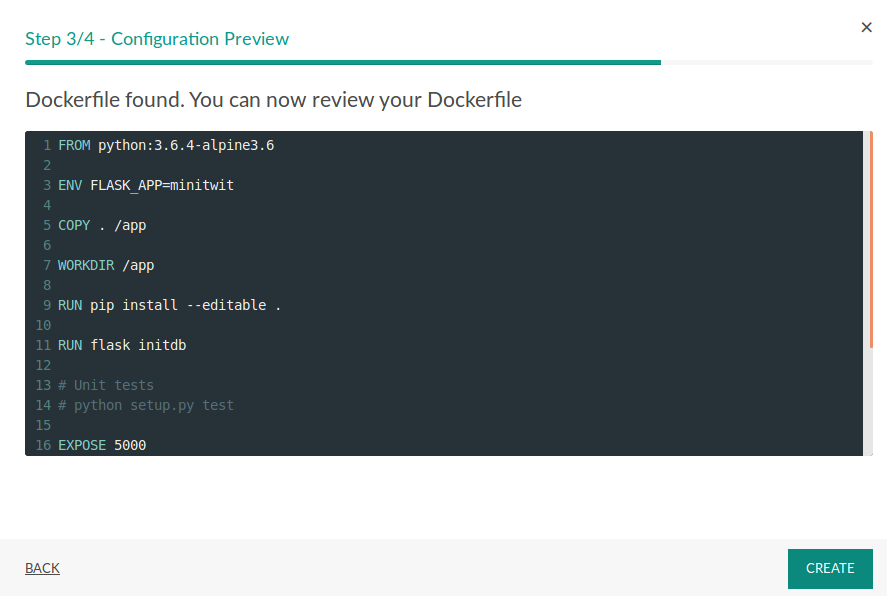 Step 3/4 - Configuration Preview
×
Dockerfile found. You can now review your Dockerfile
1 FROM python:3.6.4-alpine3.6
2
3 ENV FLASK_APP=minitwit
4
5 COPY . /app
6
7 WORKDIR /app
8
9 RUN pip install --editable .
10
11 RUN flask initdb
12
13 # Unit tests
14 # python setup.py test
15
16 EXPOSE 5000
BACK
CREATE